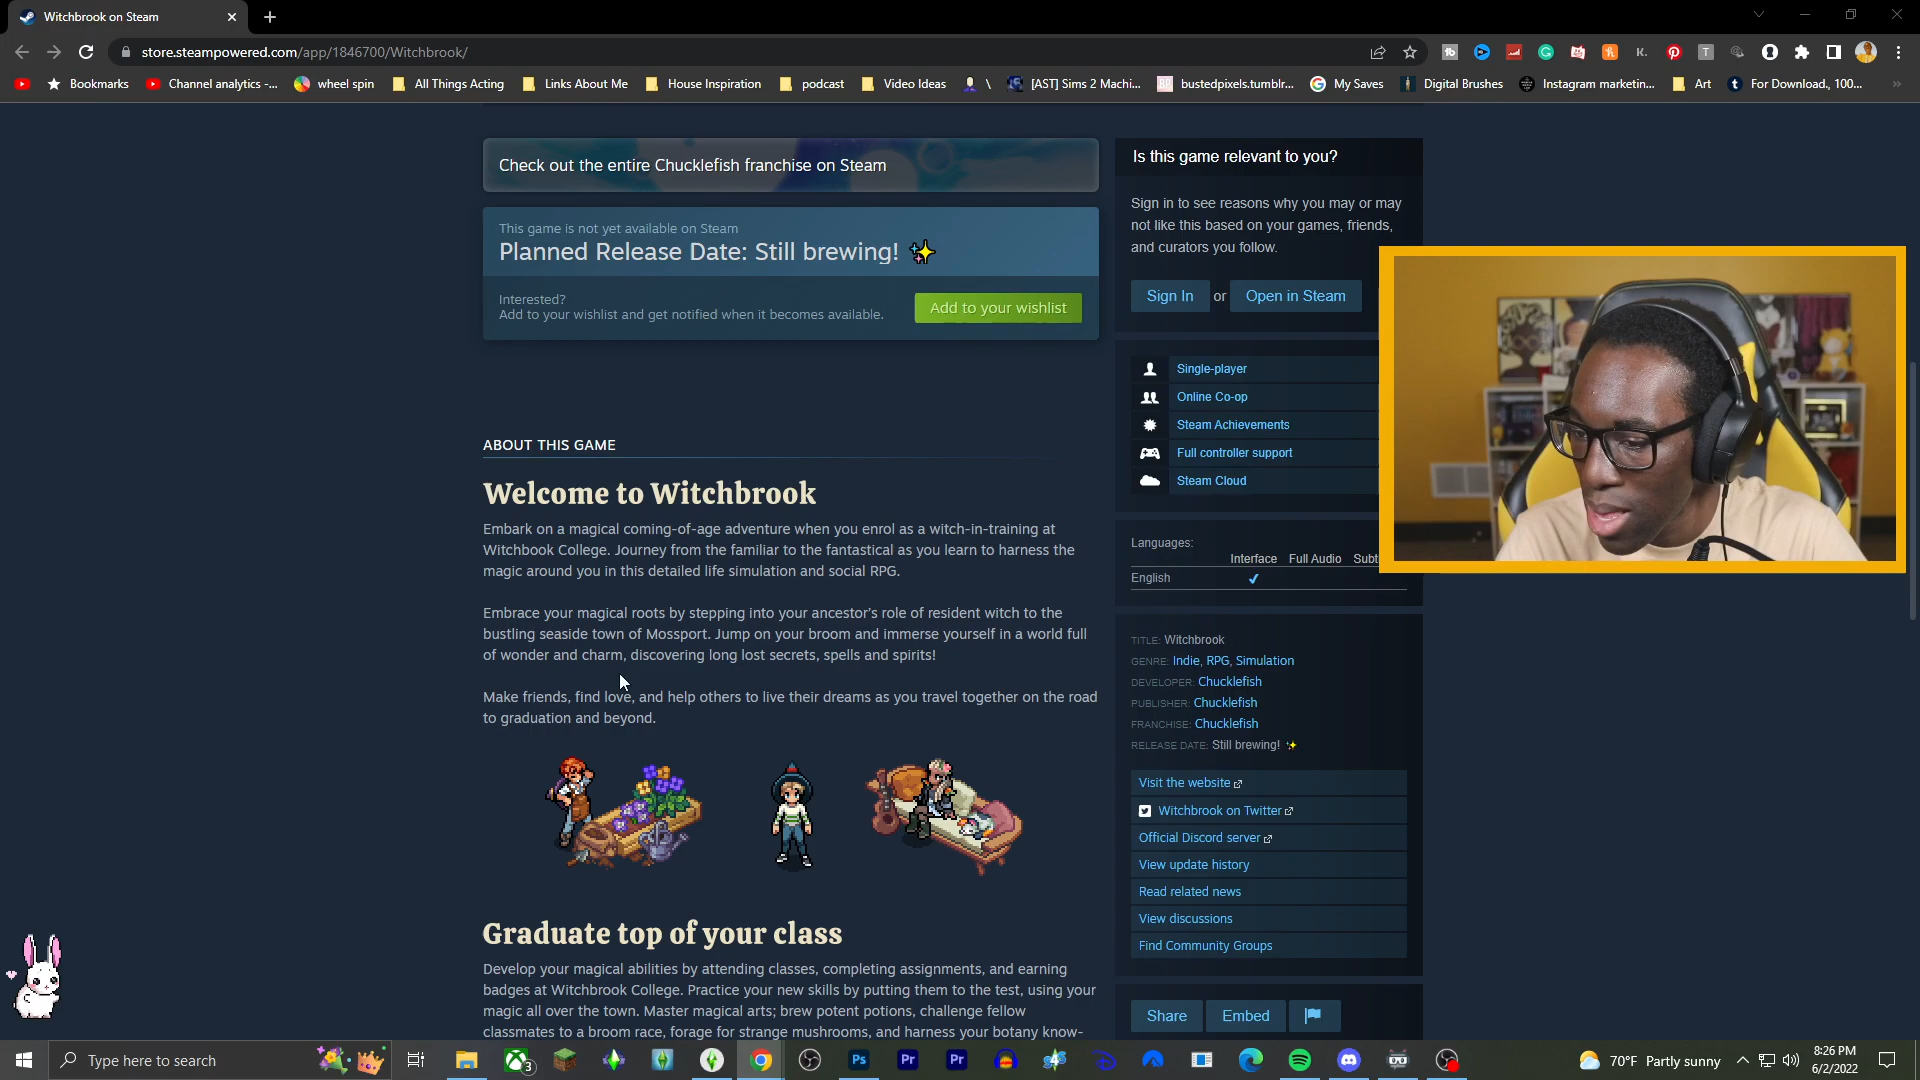 Witchbrook on Steam
store.steampowered.com/app/1846700/Witchbrook/
Bookmarks
Channel analytics -...
wheel spin
All Things Acting
Links About Me
House Inspiration
podcast
Video Ideas
\
[AST] Sims 2 Machi...
bustedpixels.tumblr...
My Saves
Digital Brushes
Instagram marketin...
Art
For Download., 100...
Check out the entire Chucklefish franchise on Steam
This game is not yet available on Steam
Planned Release Date: Still brewing! ✨
Interested?
Add to your wishlist and get notified when it becomes available.
Add to your wishlist
ABOUT THIS GAME
Welcome to Witchbrook
Embark on a magical coming-of-age adventure when you enrol as a witch-in-training at
Witchbook College. Journey from the familiar to the fantastical as you learn to harness the
magic around you in this detailed life simulation and social RPG.
Embrace your magical roots by stepping into your ancestor's role of resident witch to the
bustling seaside town of Mossport. Jump on your broom and immerse yourself in a world full
of wonder and charm, discovering long lost secrets, spells and spirits!
Make friends, find love, and help others to live their dreams as you travel together on the road
to graduation and beyond.
Graduate top of your class
Develop your magical abilities by attending classes, completing assignments, and earning
badges at Witchbrook College. Practice your new skills by putting them to the test, using your
magic all over the town. Master magical arts; brew potent potions, challenge fellow
classmates to a broom race, forage for strange mushrooms, and harness your botany know-
Is this game relevant to you?
Sign in to see reasons why you may or may
not like this based on your games, friends,
and curators you follow.
Sign In or Open in Steam
Single-player
Online Co-op
Steam Achievements
Full controller support
Steam Cloud
Languages:
Interface Full Audio Subt
English ✔
TITLE: Witchbrook
GENRE: Indie, RPG, Simulation
DEVELOPER: Chucklefish
PUBLISHER: Chucklefish
FRANCHISE: Chucklefish
RELEASE DATE: Still brewing! ✨
Visit the website
Witchbrook on Twitter
Official Discord server
View update history
Read related news
View discussions
Find Community Groups
Share
Embed
Type here to search
3
Ps
Pr
Pr
70°F Partly sunny
8:26 PM
6/2/2022